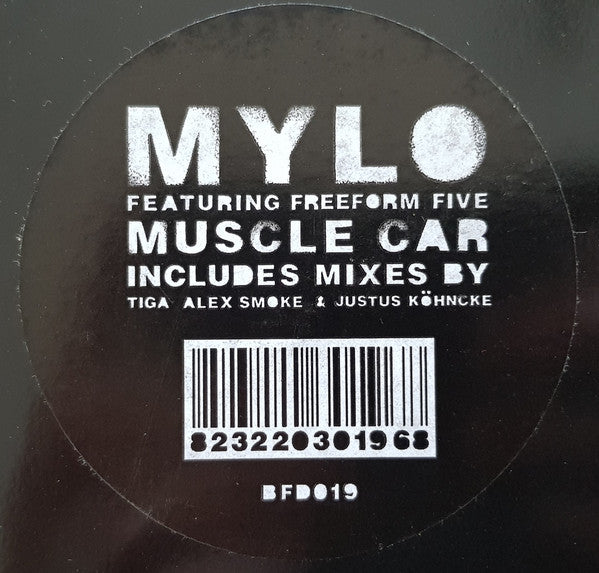 MYLO
FEATURING FREEFORM FIVE
MUSCLE CAR
INCLUDES MIXES BY
TIGA ALEX SMOKE & JUSTUS KÖHNCKE
823220301968
BFD019